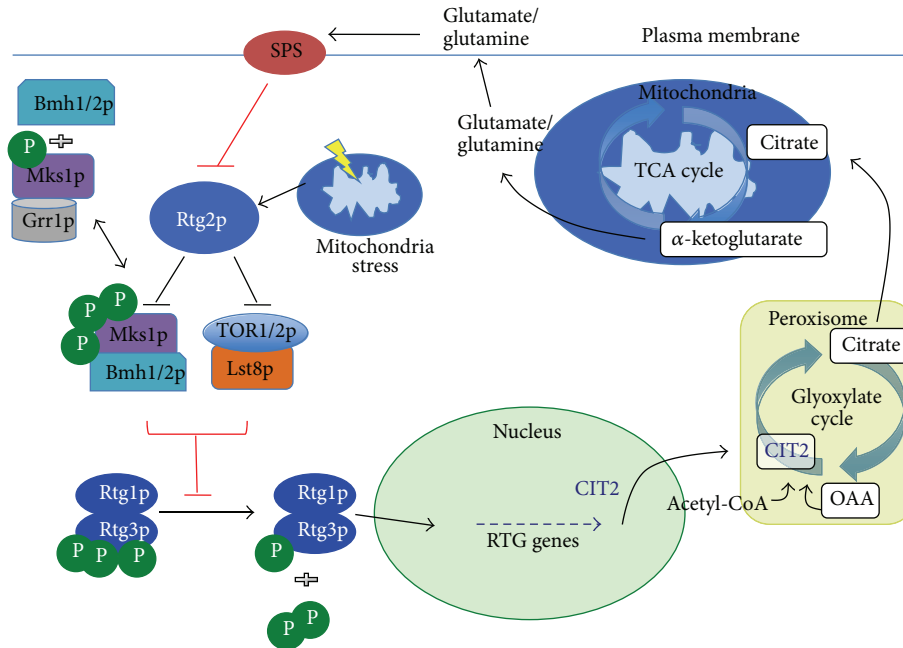 Glutamate/
glutamine
Plasma membrane
SPS
Bmh1/2p
P
Mks1p
Grr1p
Glutamate/
glutamine
Mitochondria
Citrate
TCA cycle
α-ketoglutarate
Rtg2p
Mitochondria
stress
P
P
P
Mks1p
Bmh1/2p
TOR1/2p
Lst8p
Peroxisome
Citrate
Glyoxylate
cycle
CIT2
Acetyl-CoA
OAA
Nucleus
CIT2
RTG genes
Rtg1p
Rtg3p
P
P
P
Rtg1p
Rtg3p
P
P
P